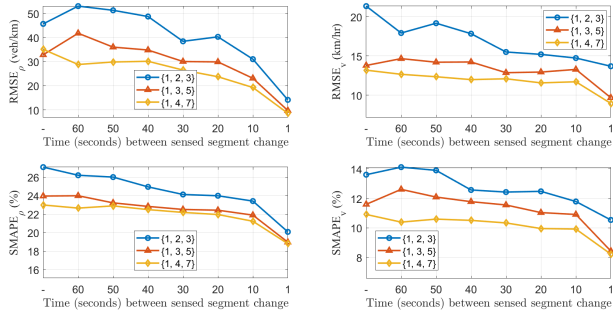 RMSE_ρ (veh/km)
50
40
30
20
10
{1, 2, 3}
{1, 3, 5}
{1, 4, 7}
- 60 50 40 30 20 10 1
Time (seconds) between sensed segment change
RMSE_v (km/hr)
20
15
10
{1, 2, 3}
{1, 3, 5}
{1, 4, 7}
- 60 50 40 30 20 10 1
Time (seconds) between sensed segment change
SMAPE_ρ (%)
26
24
22
20
18
16
{1, 2, 3}
{1, 3, 5}
{1, 4, 7}
- 60 50 40 30 20 10 1
Time (seconds) between sensed segment change
SMAPE_v (%)
14
12
10
8
{1, 2, 3}
{1, 3, 5}
{1, 4, 7}
- 60 50 40 30 20 10 1
Time (seconds) between sensed segment change